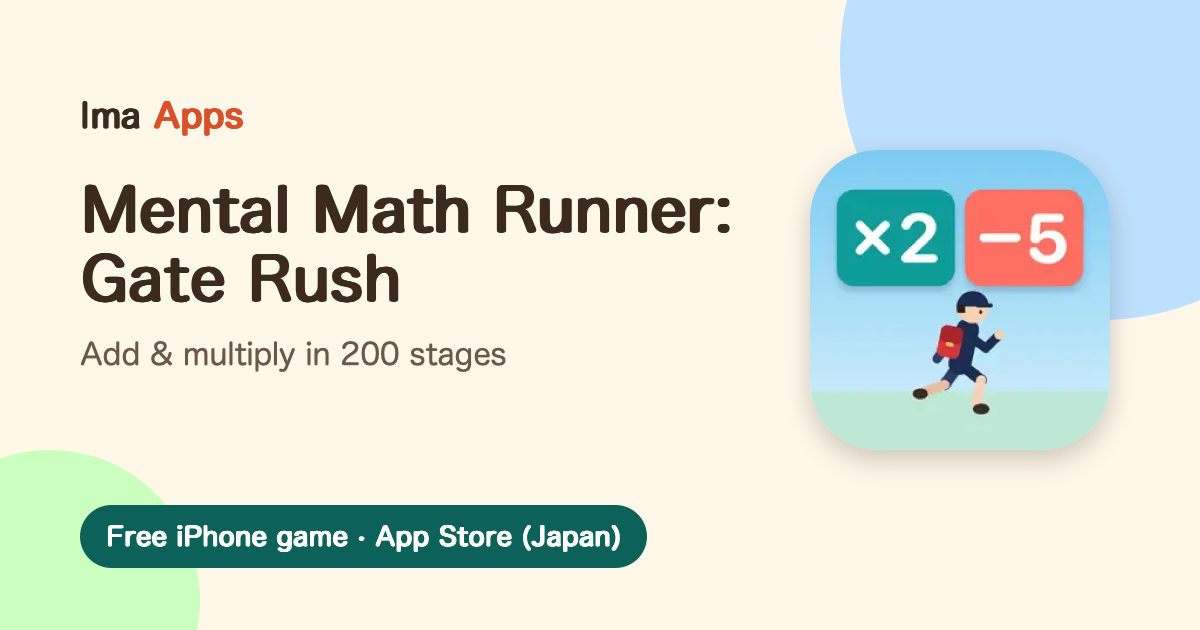 Ima Apps
Mental Math Runner:
Gate Rush
Add & multiply in 200 stages
×2 −5
Free iPhone game · App Store (Japan)